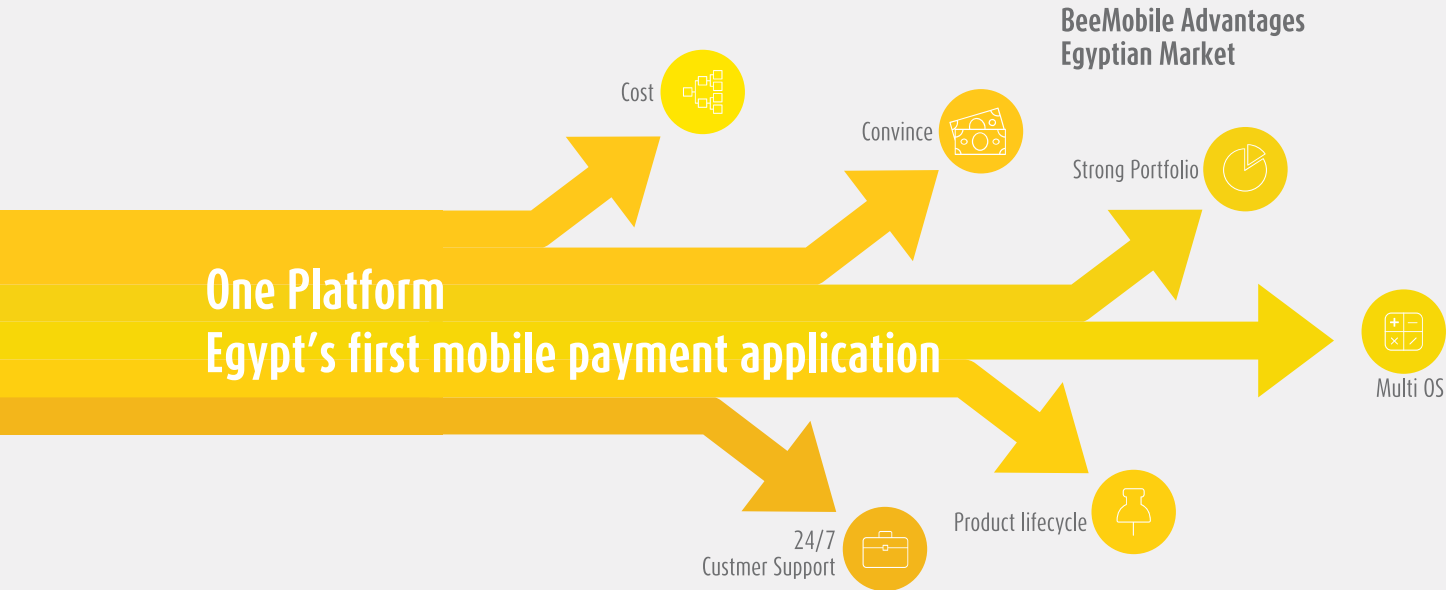 BeeMobile Advantages
Egyptian Market
Cost
Convince
Strong Portfolio
One Platform
Egypt's first mobile payment application
Multi OS
Product lifecycle
24/7
Custmer Support